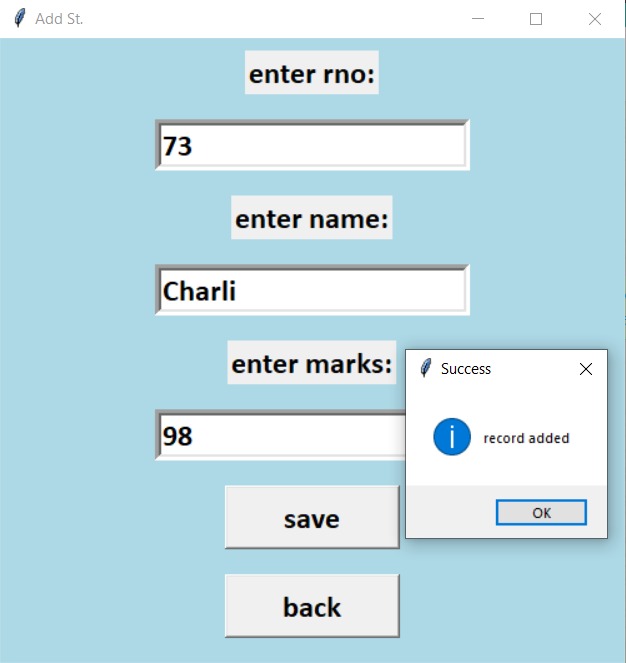 Add St.
enter rno:
73
enter name:
Charli
enter marks:
98
Success
record added
OK
save
back